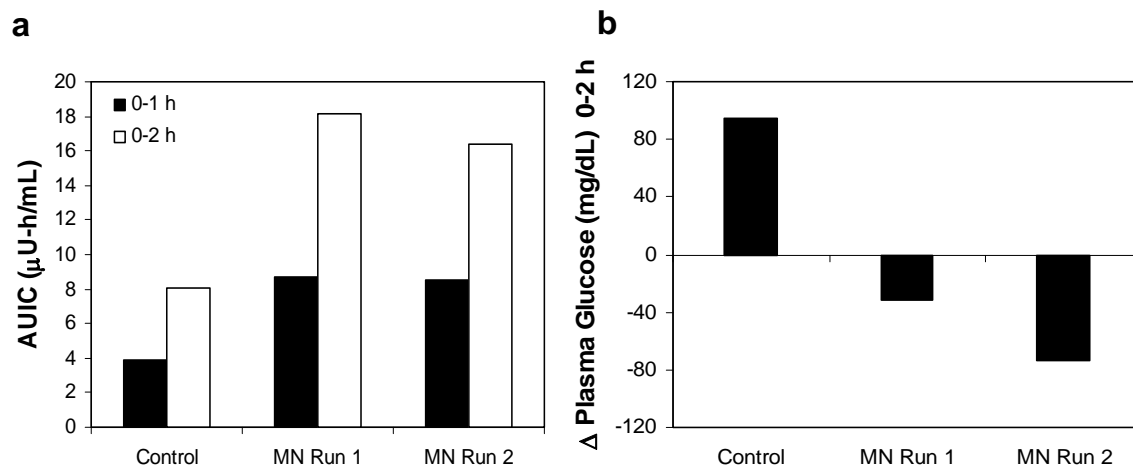 a
AUIC (μU-h/mL)
20
18
16
14
12
10
8
6
4
2
0
0-1 h
0-2 h
Control
MN Run 1
MN Run 2
b
Δ Plasma Glucose (mg/dL) 0-2 h
120
80
40
0
-40
-80
-120
Control
MN Run 1
MN Run 2